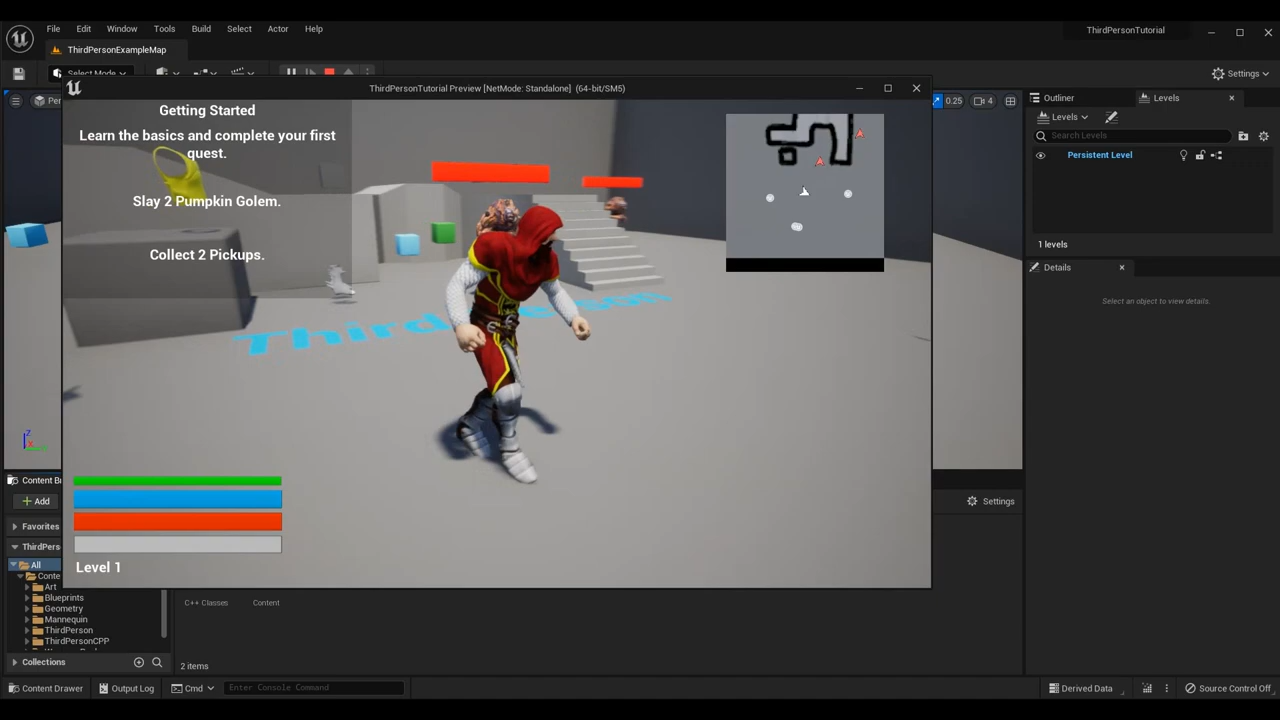 File Edit Window Tools Build Select Actor Help
ThirdPersonTutorial
ThirdPersonExampleMap
Select Mode
Settings
ThirdPersonTutorial Preview [NetMode: Standalone] (64-bit/SM5)
Getting Started
Learn the basics and complete your first
quest.
Slay 2 Pumpkin Golem.
Collect 2 Pickups.
Level 1
0.25
4
Outliner
Levels
Levels
Search Levels
Persistent Level
1 levels
Details
Select an object to view details.
Add
Settings
Favorites
All
Art
Blueprints
Geometry
Mannequin
ThirdPerson
ThirdPersonCPP
Collections
C++ Classes
Content
2 items
Content Drawer
Output Log
Cmd
Enter Console Command
Derived Data
Source Control Off